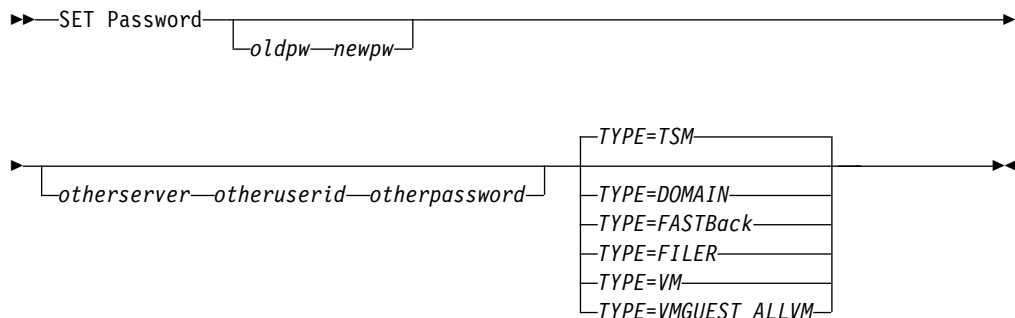 SET Password
oldpw newpw
TYPE=TSM
otherserver otheruserid otherpassword
TYPE=DOMAIN
TYPE=FASTBack
TYPE=FILER
TYPE=VM
TYPE=VMGUEST ALLVM